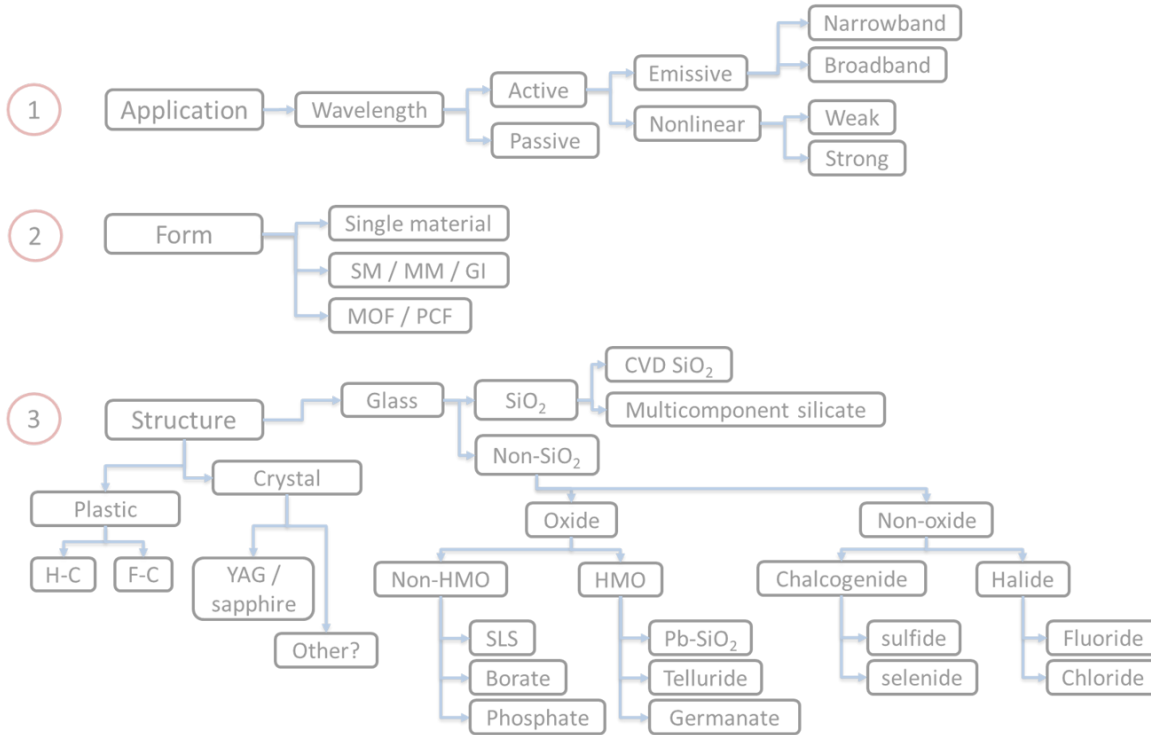 Narrowband
Broadband
Emissive
Active
1
Application
Wavelength
Nonlinear
Weak
Passive
Strong
2
Form
Single material
SM / MM / GI
MOF / PCF
3
Structure
Glass
SiO₂
CVD SiO₂
Multicomponent silicate
Non-SiO₂
Crystal
Plastic
Oxide
Non-oxide
H-C
F-C
YAG /
sapphire
Other?
Non-HMO
HMO
Chalcogenide
Halide
SLS
Borate
Phosphate
Pb-SiO₂
Telluride
Germanate
sulfide
selenide
Fluoride
Chloride